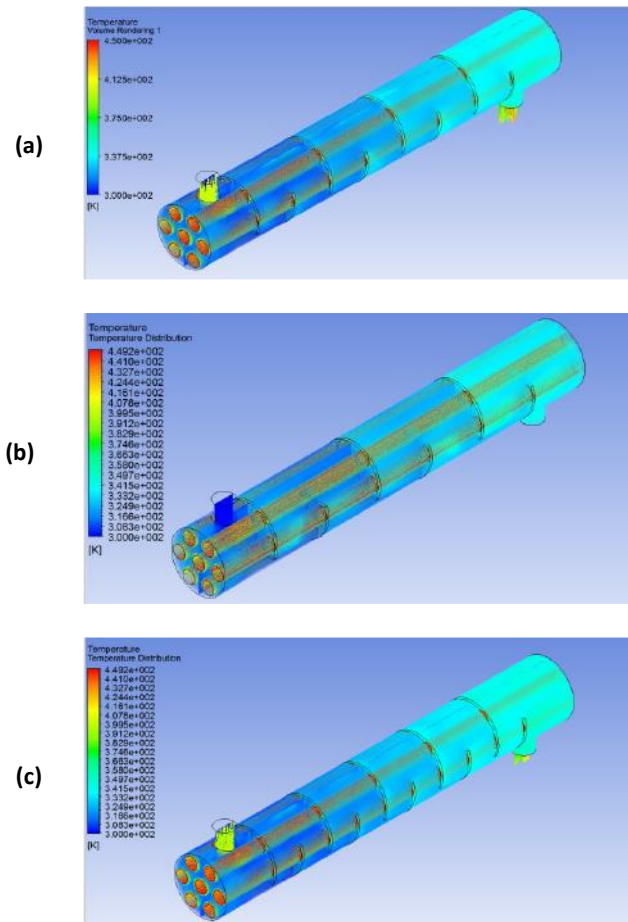 Temperature
Volume Rendering 1
4.500e+002
4.125e+002
3.750e+002
3.375e+002
3.000e+002
[K]
(a)
Temperature
Temperature Distribution
4.492e+002
4.410e+002
4.327e+002
4.244e+002
4.161e+002
4.078e+002
3.995e+002
3.912e+002
3.829e+002
3.746e+002
3.663e+002
3.580e+002
3.497e+002
3.415e+002
3.332e+002
3.249e+002
3.166e+002
3.083e+002
3.000e+002
[K]
(b)
Temperature
Temperature Distribution
4.492e+002
4.410e+002
4.327e+002
4.244e+002
4.161e+002
4.078e+002
3.995e+002
3.912e+002
3.829e+002
3.746e+002
3.663e+002
3.580e+002
3.497e+002
3.415e+002
3.332e+002
3.249e+002
3.166e+002
3.083e+002
3.000e+002
[K]
(c)